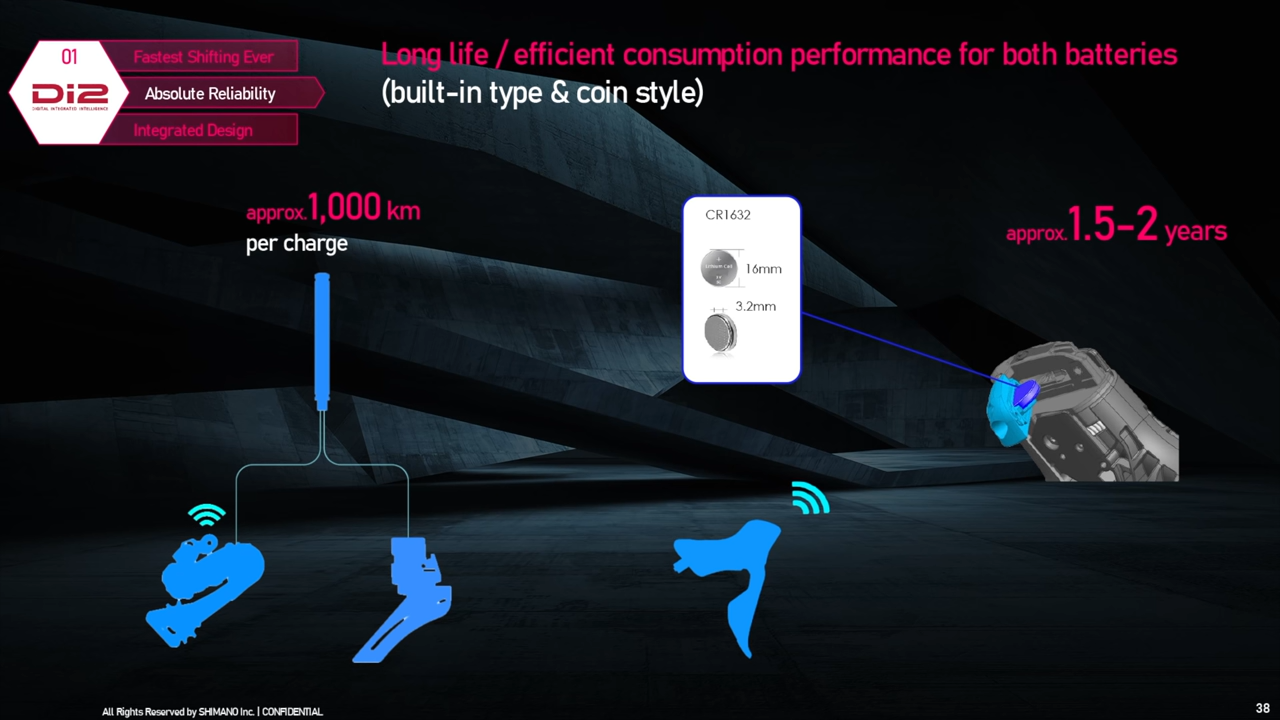 01
Di2
DIGITAL INTEGRATED INTELLIGENCE
Fastest Shifting Ever
Absolute Reliability
Integrated Design
Long life / efficient consumption performance for both batteries
(built-in type & coin style)
approx.1,000 km
per charge
CR1632
Lithium Cell
16mm
3.2mm
approx.1.5-2 years
All Rights Reserved by SHIMANO Inc. | CONFIDENTIAL
38